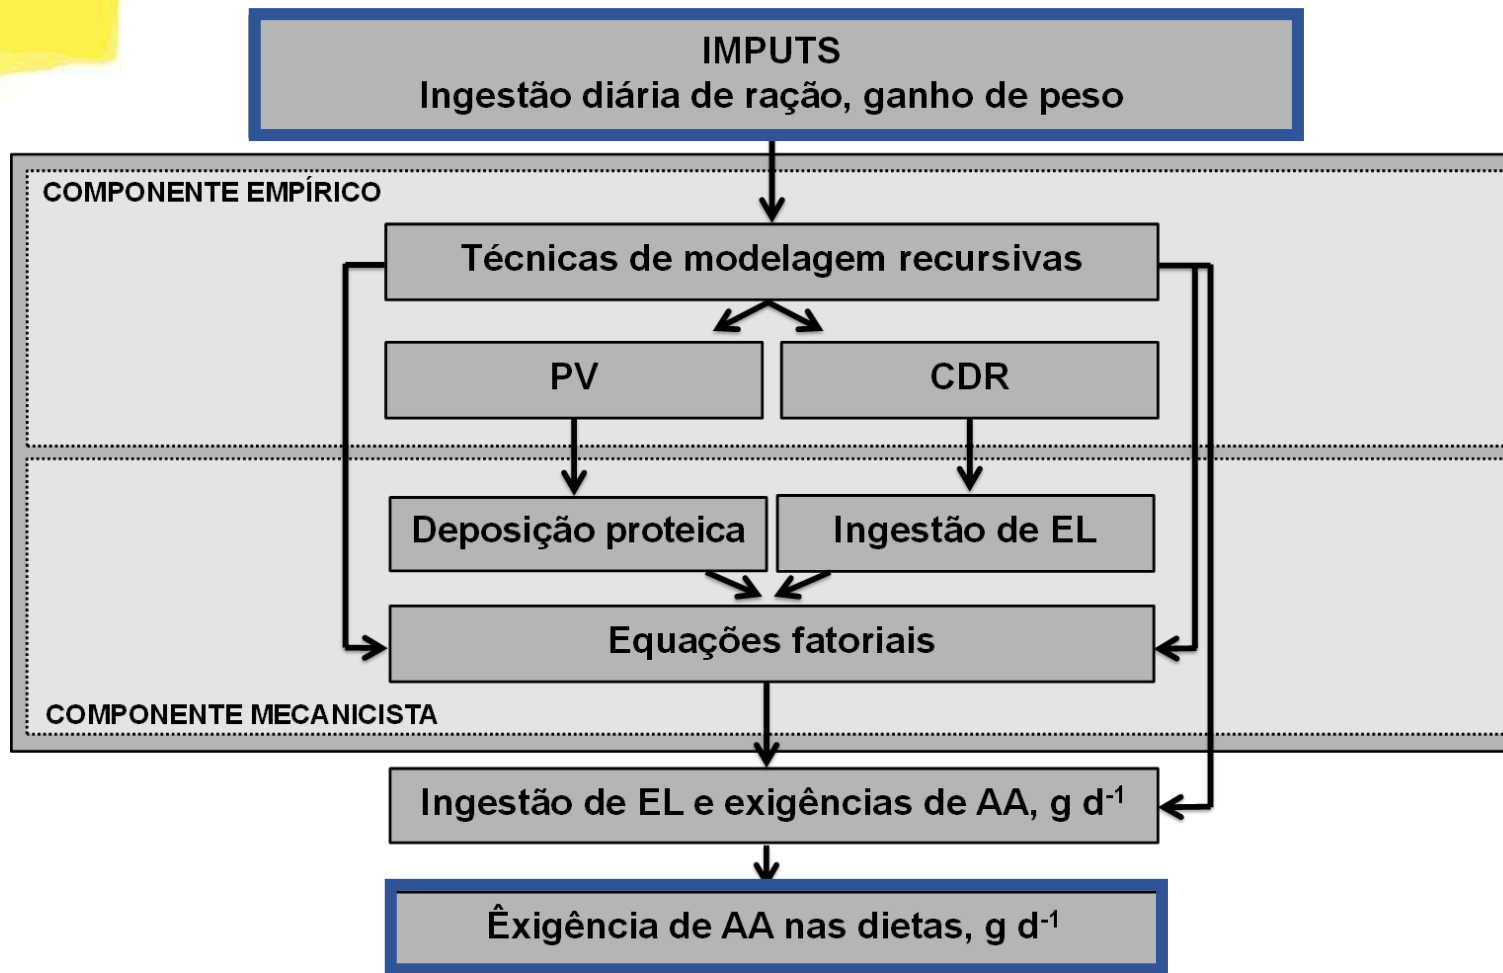 IMPUTS
Ingestão diária de ração, ganho de peso
COMPONENTE EMPÍRICO
Técnicas de modelagem recursivas
PV
CDR
Deposição proteica
Ingestão de EL
Equações fatoriais
COMPONENTE MECANICISTA
Ingestão de EL e exigências de AA, g d⁻¹
Êxigência de AA nas dietas, g d⁻¹